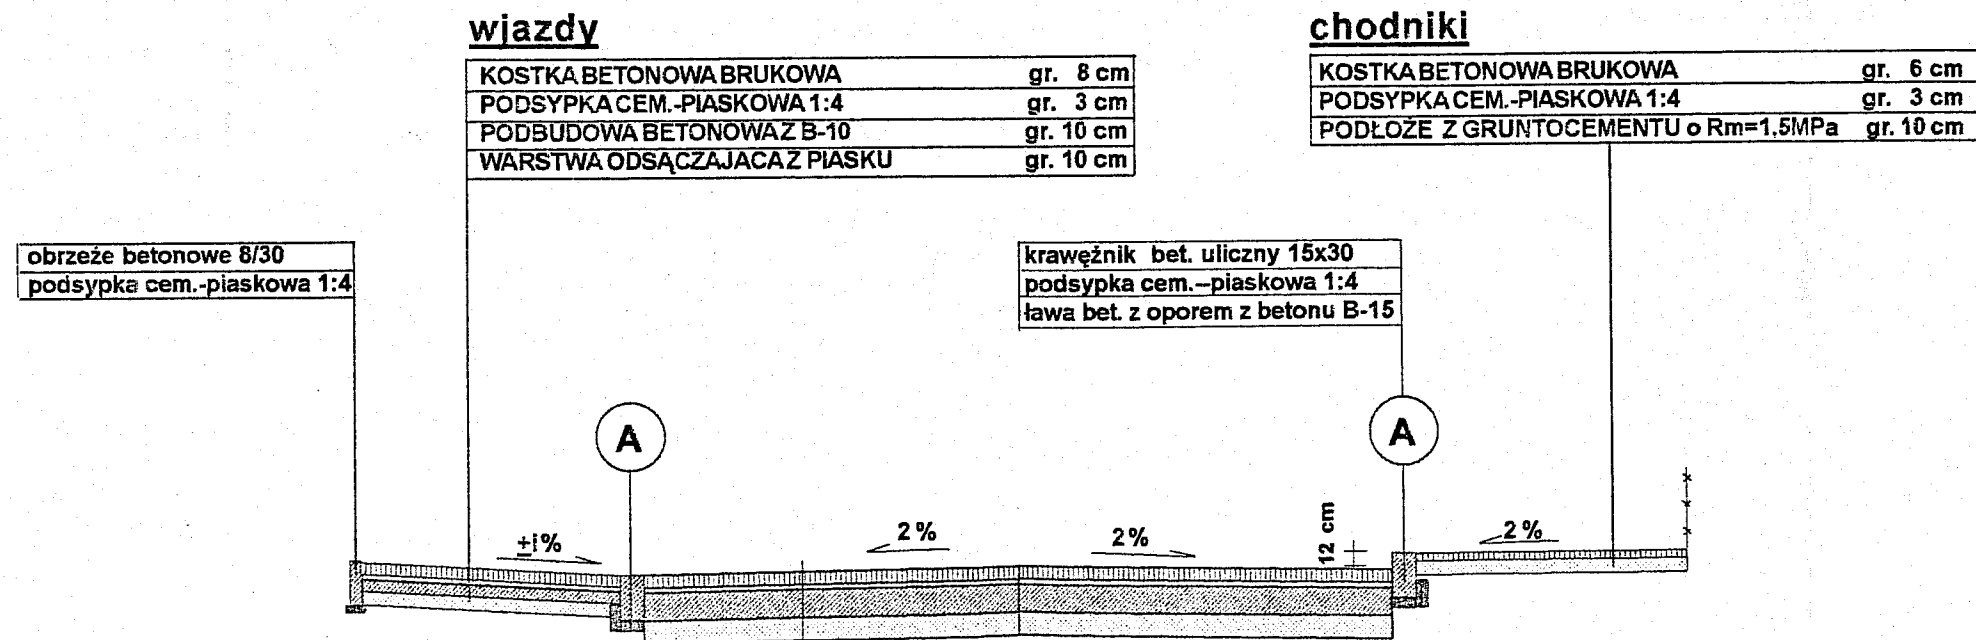 wjazdy
KOSTKA BETONOWA BRUKOWA gr. 8 cm
PODSYPKA CEM.-PIASKOWA 1:4 gr. 3 cm
PODBUDOWA BETONOWA Z B-10 gr. 10 cm
WARSTWA ODSĄCZAJACA Z PIASKU gr. 10 cm
chodniki
KOSTKA BETONOWA BRUKOWA gr. 6 cm
PODSYPKA CEM.-PIASKOWA 1:4 gr. 3 cm
PODŁOŻE Z GRUNTOCEMENTU o Rm=1,5MPa gr. 10 cm
obrzeże betonowe 8/30
podsypka cem.-piaskowa 1:4
krawężnik bet. uliczny 15x30
podsypka cem.–piaskowa 1:4
ława bet. z oporem z betonu B-15
A
A
±i%
2%
2%
12 cm
2%